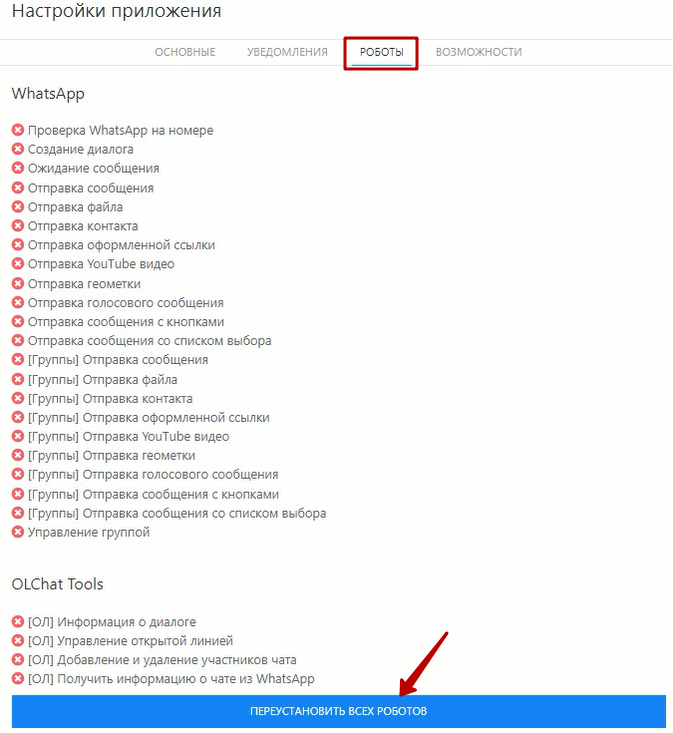 Настройки приложения
ОСНОВНЫЕ УВЕДОМЛЕНИЯ РОБОТЫ ВОЗМОЖНОСТИ
WhatsApp
Проверка WhatsApp на номере
Создание диалога
Ожидание сообщения
Отправка сообщения
Отправка файла
Отправка контакта
Отправка оформленной ссылки
Отправка YouTube видео
Отправка геометки
Отправка голосового сообщения
Отправка сообщения с кнопками
Отправка сообщения со списком выбора
[Группы] Отправка сообщения
[Группы] Отправка файла
[Группы] Отправка контакта
[Группы] Отправка оформленной ссылки
[Группы] Отправка YouTube видео
[Группы] Отправка геометки
[Группы] Отправка голосового сообщения
[Группы] Отправка сообщения с кнопками
[Группы] Отправка сообщения со списком выбора
Управление группой
OLChat Tools
[ОЛ] Информация о диалоге
[ОЛ] Управление открытой линией
[ОЛ] Добавление и удаление участников чата
[ОЛ] Получить информацию о чате из WhatsApp
ПЕРЕУСТАНОВИТЬ ВСЕХ РОБОТОВ